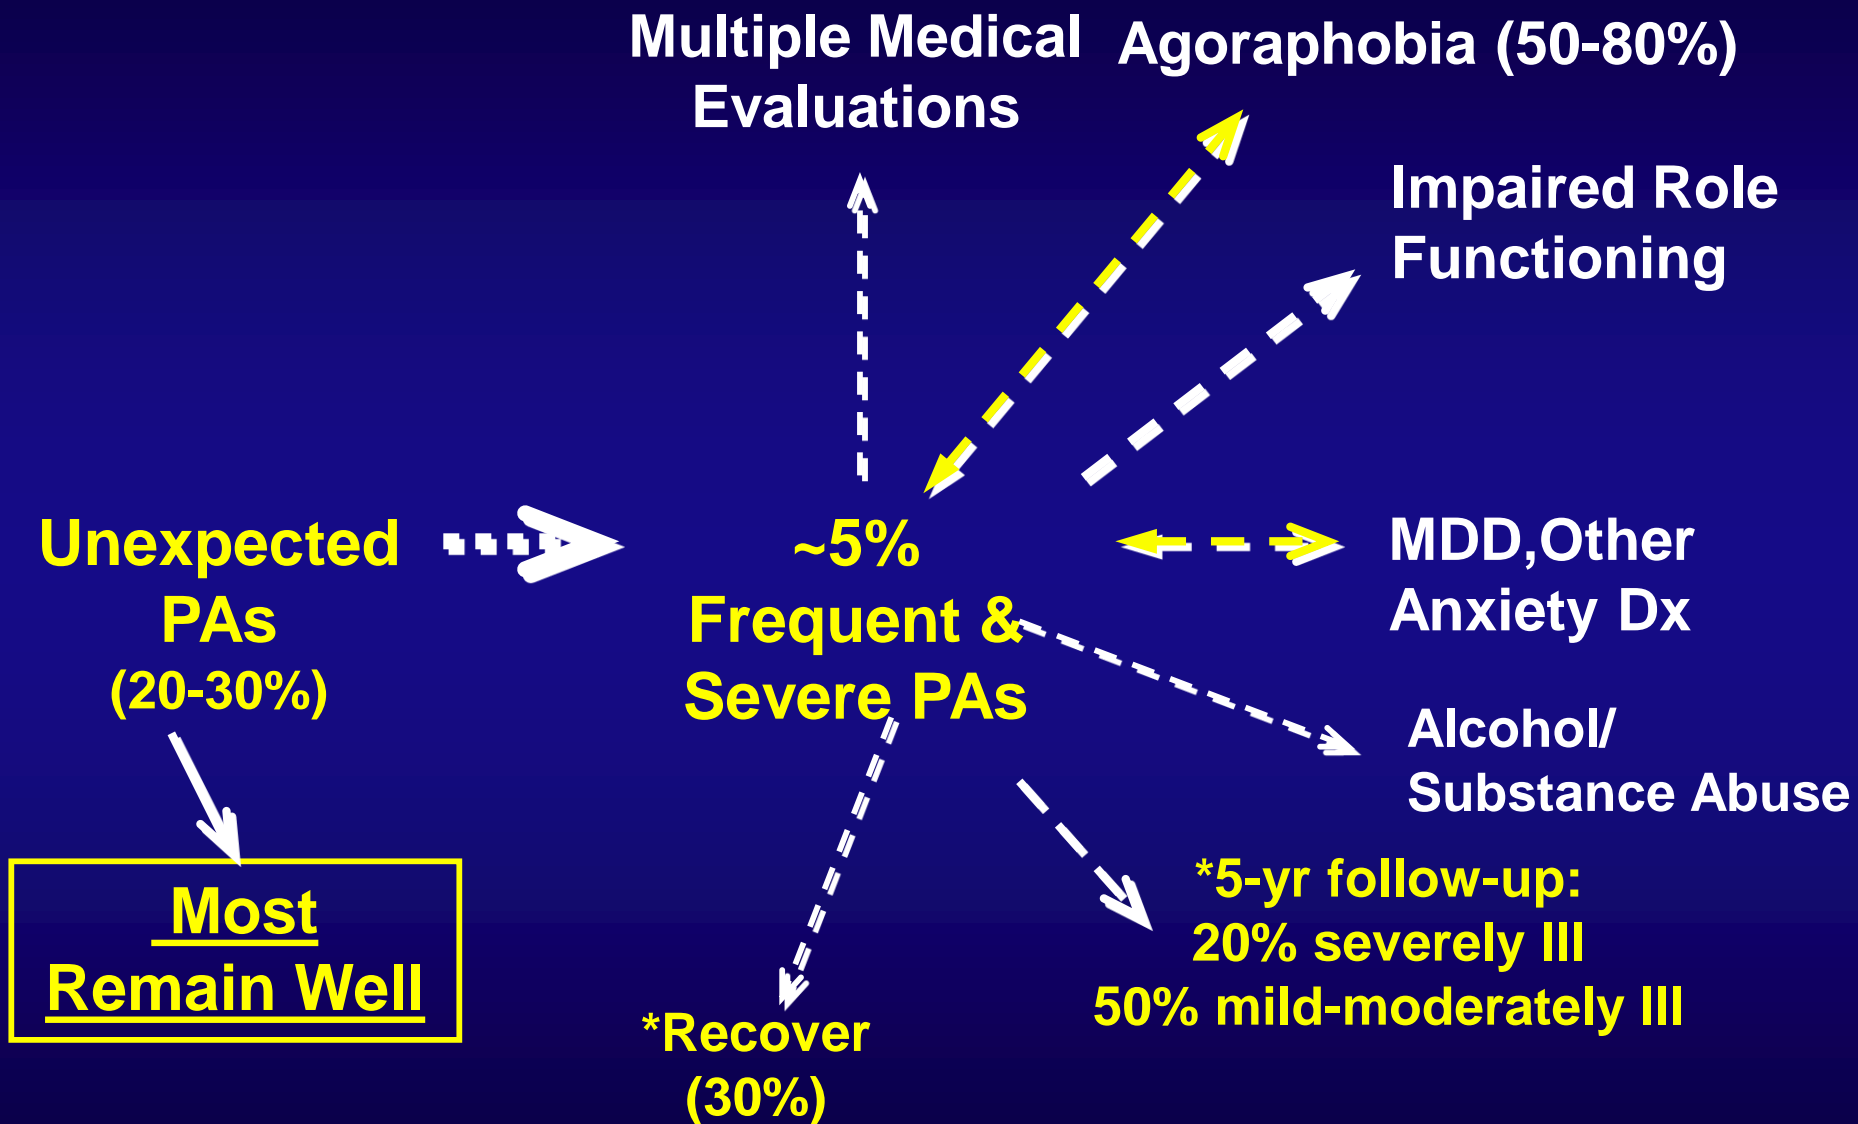 Multiple Medical
Evaluations
Agoraphobia (50-80%)
Impaired Role
Functioning
Unexpected
PAs
(20-30%)
~5%
Frequent &
Severe PAs
MDD,Other
Anxiety Dx
Alcohol/
Substance Abuse
Most
Remain Well
*Recover
(30%)
*5-yr follow-up:
20% severely Ill
50% mild-moderately Ill